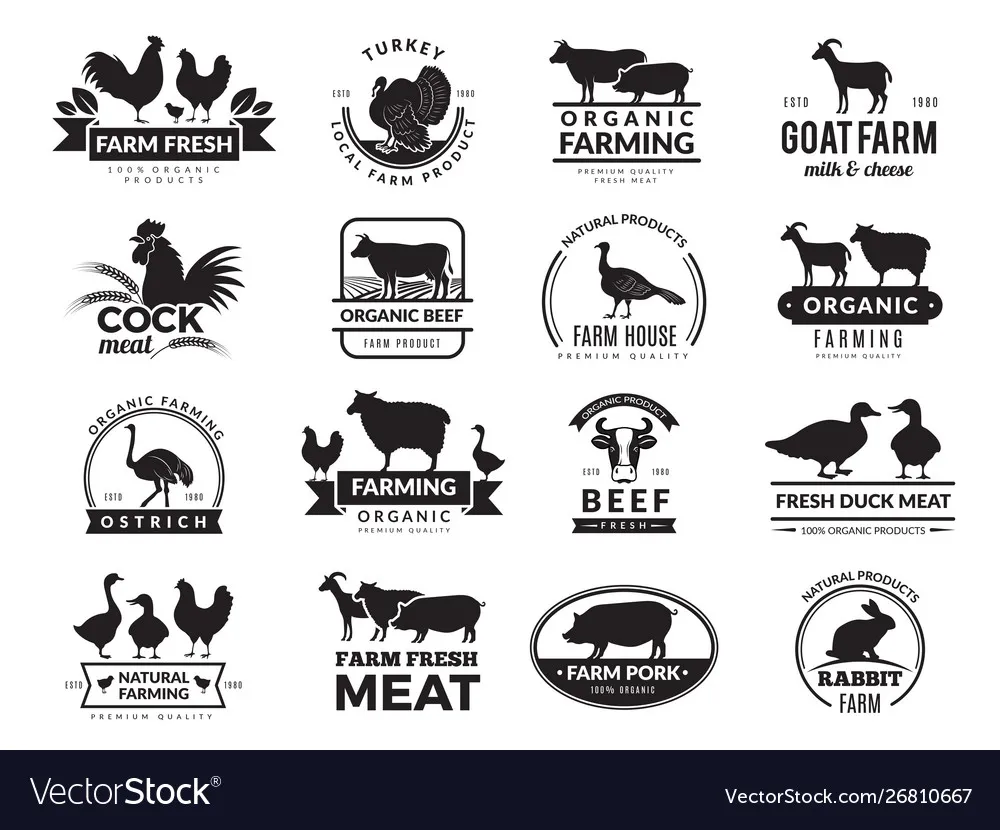 FARM FRESH
100% ORGANIC
PRODUCTS
TURKEY
ESTD 1980
LOCAL FARM PRODUCT
ORGANIC
FARMING
PREMIUM QUALITY
FRESH MEAT
ESTD 1980
GOAT FARM
milk & cheese
COCK
meat
ORGANIC BEEF
FARM PRODUCT
NATURAL PRODUCTS
FARM HOUSE
PREMIUM QUALITY
• ORGANIC •
FARMING
PREMIUM QUALITY
ORGANIC FARMING
ESTD 1980
OSTRICH
FARMING
ORGANIC
PREMIUM QUALITY
ORGANIC PRODUCT
ESTD 1980
BEEF
FRESH
FRESH DUCK MEAT
100% ORGANIC PRODUCTS
ESTD 1980
NATURAL
FARMING
PREMIUM QUALITY
FARM FRESH
MEAT
• FARM PORK •
100% ORGANIC
NATURAL PRODUCTS
RABBIT
FARM
VectorStock®
VectorStock.com/26810667